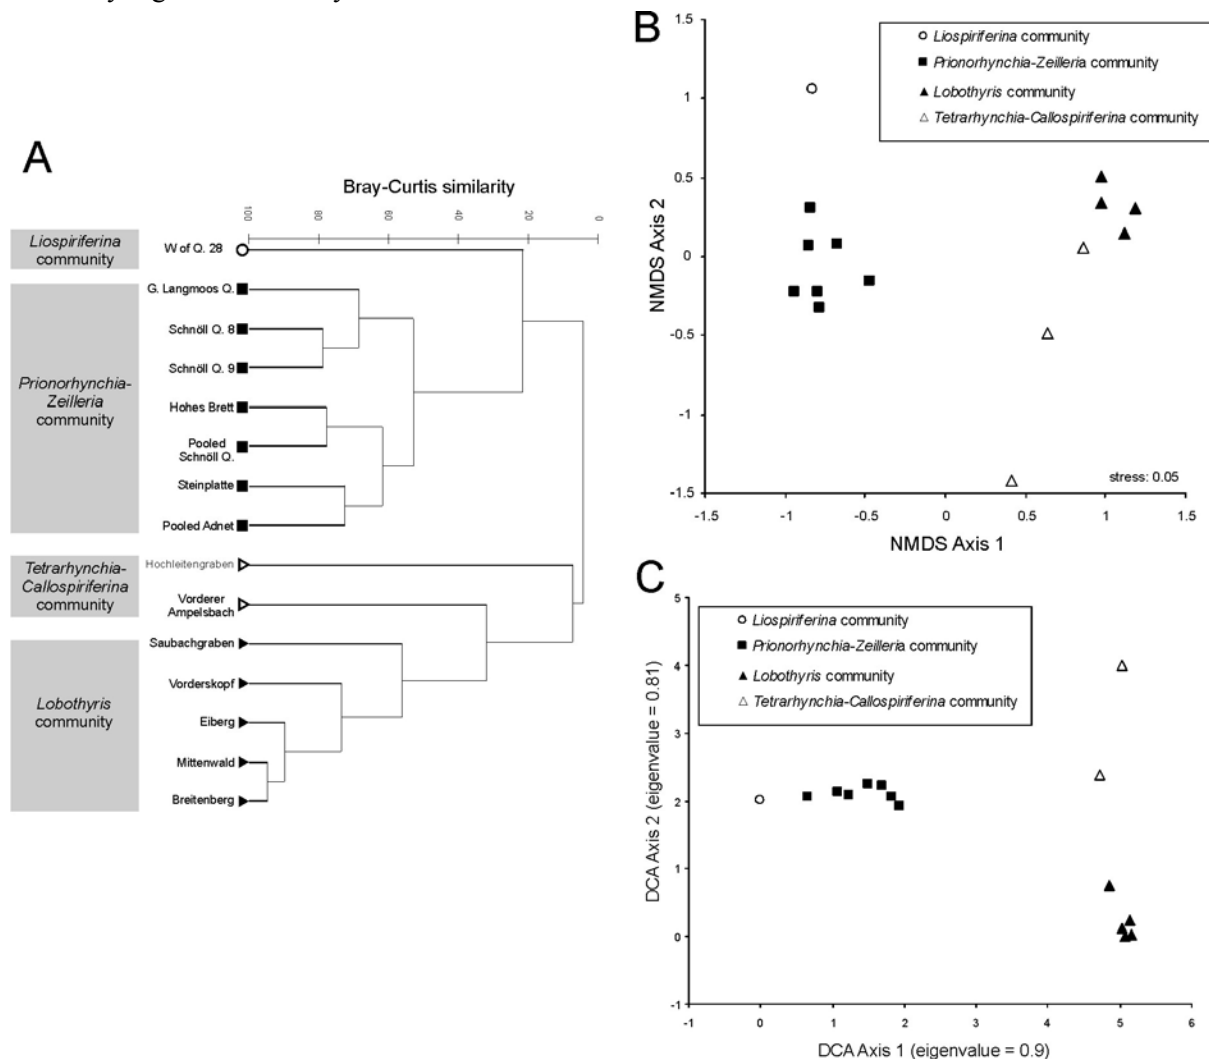 A
Bray-Curtis similarity
100
80
60
40
20
0
Liospiriferina
community
W of Q. 28
G. Langmoos Q.
Schnöll Q. 8
Schnöll Q. 9
Prionorhynchia-
Zeilleria
community
Hohes Brett
Pooled
Schnöll Q.
Steinplatte
Pooled Adnet
Tetrarhynchia-
Callospiriferina
community
Hochleitengraben
Vorderer
Ampelsbach
Lobothyris
community
Saubachgraben
Vorderskopf
Eiberg
Mittenwald
Breitenberg
B
Liospiriferina community
Prionorhynchia-Zeilleria community
Lobothyris community
Tetrarhynchia-Callospiriferina community
NMDS Axis 2
1.5
1
0.5
0
-0.5
-1
-1.5
stress: 0.05
-1.5 -1 -0.5 0 0.5 1 1.5
NMDS Axis 1
C
Liospiriferina community
Prionorhynchia-Zeilleria community
Lobothyris community
Tetrarhynchia-Callospiriferina community
DCA Axis 2 (eigenvalue = 0.81)
5
4
3
2
1
0
-1
-1 0 1 2 3 4 5 6
DCA Axis 1 (eigenvalue = 0.9)